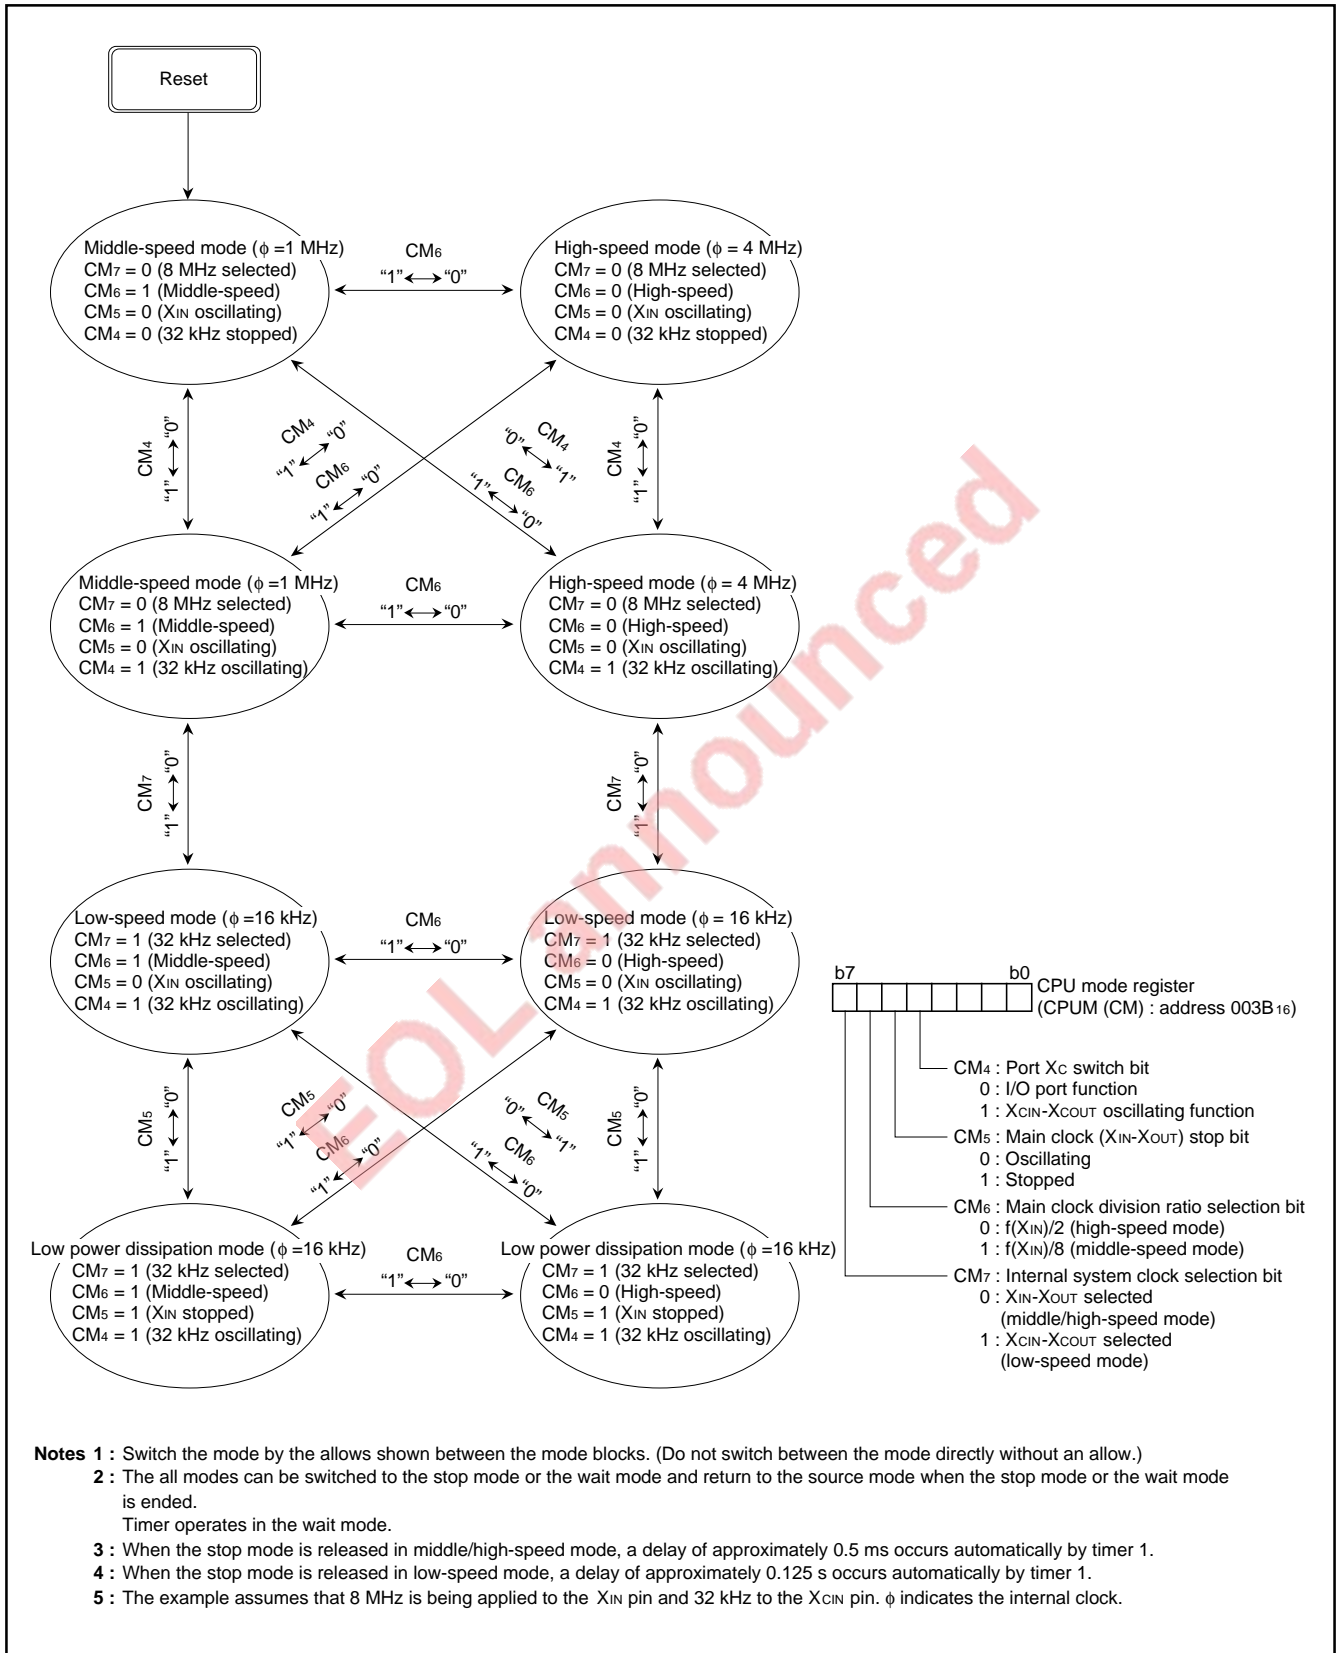 Reset
Middle-speed mode (ϕ =1 MHz)
CM7 = 0 (8 MHz selected)
CM6 = 1 (Middle-speed)
CM5 = 0 (XIN oscillating)
CM4 = 0 (32 kHz stopped)
CM6
“1” ↔ “0”
High-speed mode (ϕ = 4 MHz)
CM7 = 0 (8 MHz selected)
CM6 = 0 (High-speed)
CM5 = 0 (XIN oscillating)
CM4 = 0 (32 kHz stopped)
CM4
“1” ↔ “0”
CM4
“1” ↔ “0”
CM6
“1” ↔ “0”
CM4
“0” ↔ “1”
CM6
“1” ↔ “0”
CM4
“1” ↔ “0”
Middle-speed mode (ϕ =1 MHz)
CM7 = 0 (8 MHz selected)
CM6 = 1 (Middle-speed)
CM5 = 0 (XIN oscillating)
CM4 = 1 (32 kHz oscillating)
CM6
“1” ↔ “0”
High-speed mode (ϕ = 4 MHz)
CM7 = 0 (8 MHz selected)
CM6 = 0 (High-speed)
CM5 = 0 (XIN oscillating)
CM4 = 1 (32 kHz oscillating)
CM7
“1” ↔ “0”
CM7
“1” ↔ “0”
Low-speed mode (ϕ =16 kHz)
CM7 = 1 (32 kHz selected)
CM6 = 1 (Middle-speed)
CM5 = 0 (XIN oscillating)
CM4 = 1 (32 kHz oscillating)
CM6
“1” ↔ “0”
Low-speed mode (ϕ = 16 kHz)
CM7 = 1 (32 kHz selected)
CM6 = 0 (High-speed)
CM5 = 0 (XIN oscillating)
CM4 = 1 (32 kHz oscillating)
CM5
“1” ↔ “0”
CM5
“1” ↔ “0”
CM6
“1” ↔ “0”
CM5
“0” ↔ “1”
CM6
“1” ↔ “0”
CM5
“1” ↔ “0”
Low power dissipation mode (ϕ =16 kHz)
CM7 = 1 (32 kHz selected)
CM6 = 1 (Middle-speed)
CM5 = 1 (XIN stopped)
CM4 = 1 (32 kHz oscillating)
CM6
“1” ↔ “0”
Low power dissipation mode (ϕ =16 kHz)
CM7 = 1 (32 kHz selected)
CM6 = 0 (High-speed)
CM5 = 1 (XIN stopped)
CM4 = 1 (32 kHz oscillating)
b7 b0
CPU mode register
(CPUM (CM) : address 003B16)
CM4 : Port XC switch bit
0 : I/O port function
1 : XCIN-XCOUT oscillating function
CM5 : Main clock (XIN-XOUT) stop bit
0 : Oscillating
1 : Stopped
CM6 : Main clock division ratio selection bit
0 : f(XIN)/2 (high-speed mode)
1 : f(XIN)/8 (middle-speed mode)
CM7 : Internal system clock selection bit
0 : XIN-XOUT selected
(middle/high-speed mode)
1 : XCIN-XCOUT selected
(low-speed mode)
EOL announced
Notes 1 : Switch the mode by the allows shown between the mode blocks. (Do not switch between the mode directly without an allow.)
2 : The all modes can be switched to the stop mode or the wait mode and return to the source mode when the stop mode or the wait mode
is ended.
Timer operates in the wait mode.
3 : When the stop mode is released in middle/high-speed mode, a delay of approximately 0.5 ms occurs automatically by timer 1.
4 : When the stop mode is released in low-speed mode, a delay of approximately 0.125 s occurs automatically by timer 1.
5 : The example assumes that 8 MHz is being applied to the XIN pin and 32 kHz to the XCIN pin. ϕ indicates the internal clock.